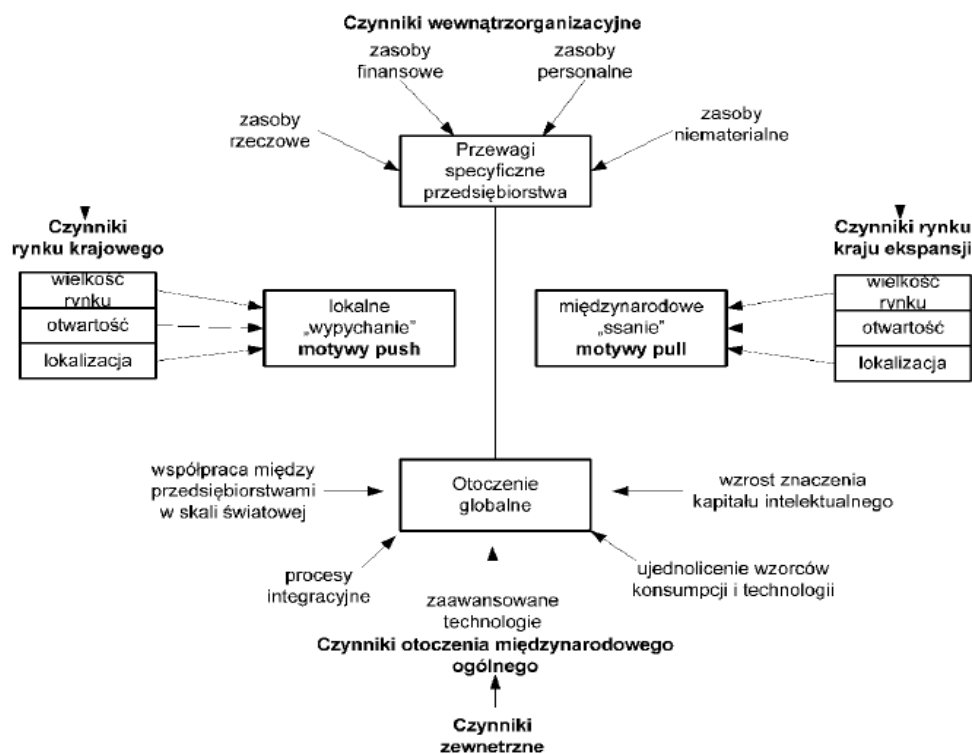 Czynniki wewnątrzorganizacyjne
zasoby
finansowe
zasoby
personalne
zasoby
rzeczowe
zasoby
niematerialne
Przewagi
specyficzne
przedsiębiorstwa
Czynniki
rynku krajowego
wielkość
rynku
otwartość
lokalizacja
lokalne
„wypychanie”
motywy push
międzynarodowe
„ssanie”
motywy pull
Czynniki rynku
kraju ekspansji
wielkość
rynku
otwartość
lokalizacja
współpraca między
przedsiębiorstwami
w skali światowej
Otoczenie
globalne
wzrost znaczenia
kapitału intelektualnego
procesy
integracyjne
zaawansowane
technologie
ujednolicenie wzorców
konsumpcji i technologii
Czynniki otoczenia międzynarodowego
ogólnego
Czynniki
zewnetrzne